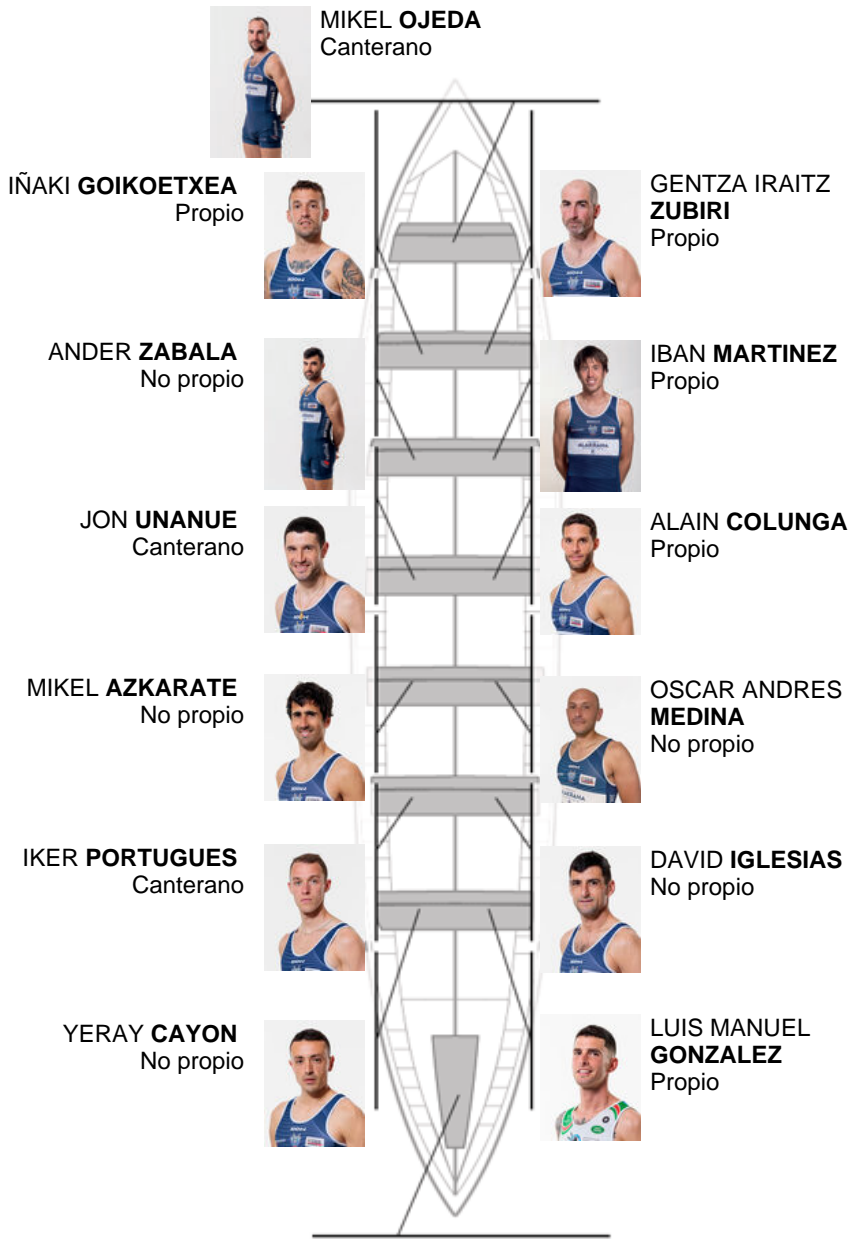 MIKEL OJEDA
Canterano
IÑAKI GOIKOETXEA
Propio
GENTZA IRAITZ
ZUBIRI
Propio
ANDER ZABALA
No propio
IBAN MARTINEZ
Propio
JON UNANUE
Canterano
ALAIN COLUNGA
Propio
MIKEL AZKARATE
No propio
OSCAR ANDRES
MEDINA
No propio
IKER PORTUGUES
Canterano
DAVID IGLESIAS
No propio
YERAY CAYON
No propio
LUIS MANUEL
GONZALEZ
Propio